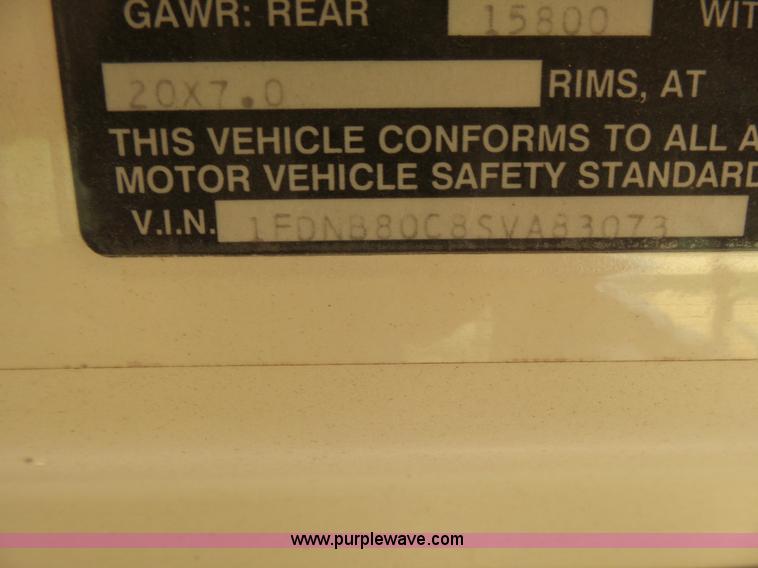 GAWR: REAR 15800 WIT
20X7.0 RIMS, AT
THIS VEHICLE CONFORMS TO ALL A
MOTOR VEHICLE SAFETY STANDARD
V.I.N. 1FDNB80C8SVA83073
www.purplewave.com